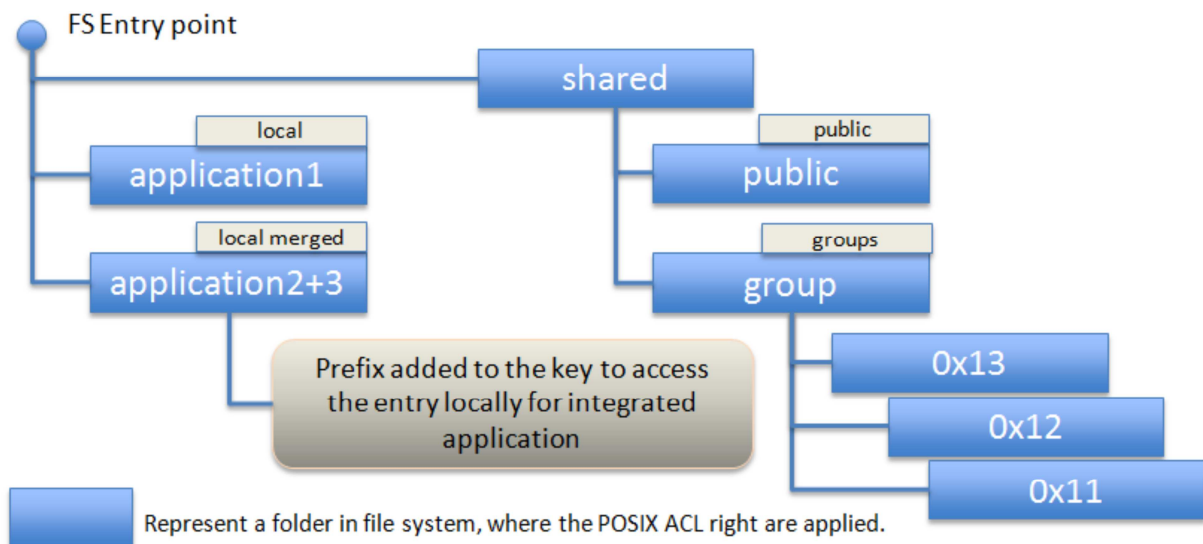 FS Entry point
shared
local
application1
public
public
local merged
application2+3
groups
group
Prefix added to the key to access
the entry locally for integrated
application
0x13
0x12
0x11
Represent a folder in file system, where the POSIX ACL right are applied.